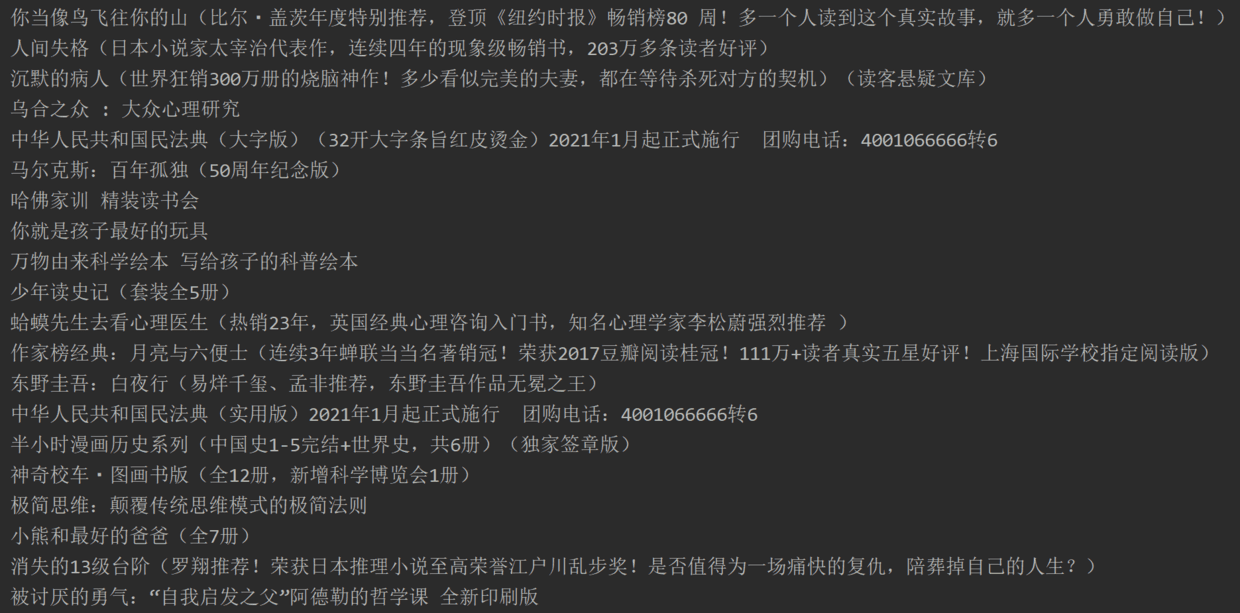 你当像鸟飞往你的山（比尔·盖茨年度特别推荐，登顶《纽约时报》畅销榜80 周！多一个人读到这个真实故事，就多一个人勇敢做自己！）
人间失格（日本小说家太宰治代表作，连续四年的现象级畅销书，203万多条读者好评）
沉默的病人（世界狂销300万册的烧脑神作！多少看似完美的夫妻，都在等待杀死对方的契机）（读客悬疑文库）
乌合之众 : 大众心理研究
中华人民共和国民法典（大字版）（32开大字条旨红皮烫金）2021年1月起正式施行  团购电话：4001066666转6
马尔克斯：百年孤独（50周年纪念版）
哈佛家训 精装读书会
你就是孩子最好的玩具
万物由来科学绘本 写给孩子的科普绘本
少年读史记（套装全5册）
蛤蟆先生去看心理医生（热销23年，英国经典心理咨询入门书，知名心理学家李松蔚强烈推荐 ）
作家榜经典：月亮与六便士（连续3年蝉联当当名著销冠！荣获2017豆瓣阅读桂冠！111万+读者真实五星好评！上海国际学校指定阅读版）
东野圭吾：白夜行（易烊千玺、孟非推荐，东野圭吾作品无冕之王）
中华人民共和国民法典（实用版）2021年1月起正式施行  团购电话：4001066666转6
半小时漫画历史系列（中国史1-5完结+世界史，共6册）（独家签章版）
神奇校车·图画书版（全12册，新增科学博览会1册）
极简思维：颠覆传统思维模式的极简法则
小熊和最好的爸爸（全7册）
消失的13级台阶（罗翔推荐！荣获日本推理小说至高荣誉江户川乱步奖！是否值得为一场痛快的复仇，陪葬掉自己的人生？）
被讨厌的勇气：“自我启发之父”阿德勒的哲学课 全新印刷版